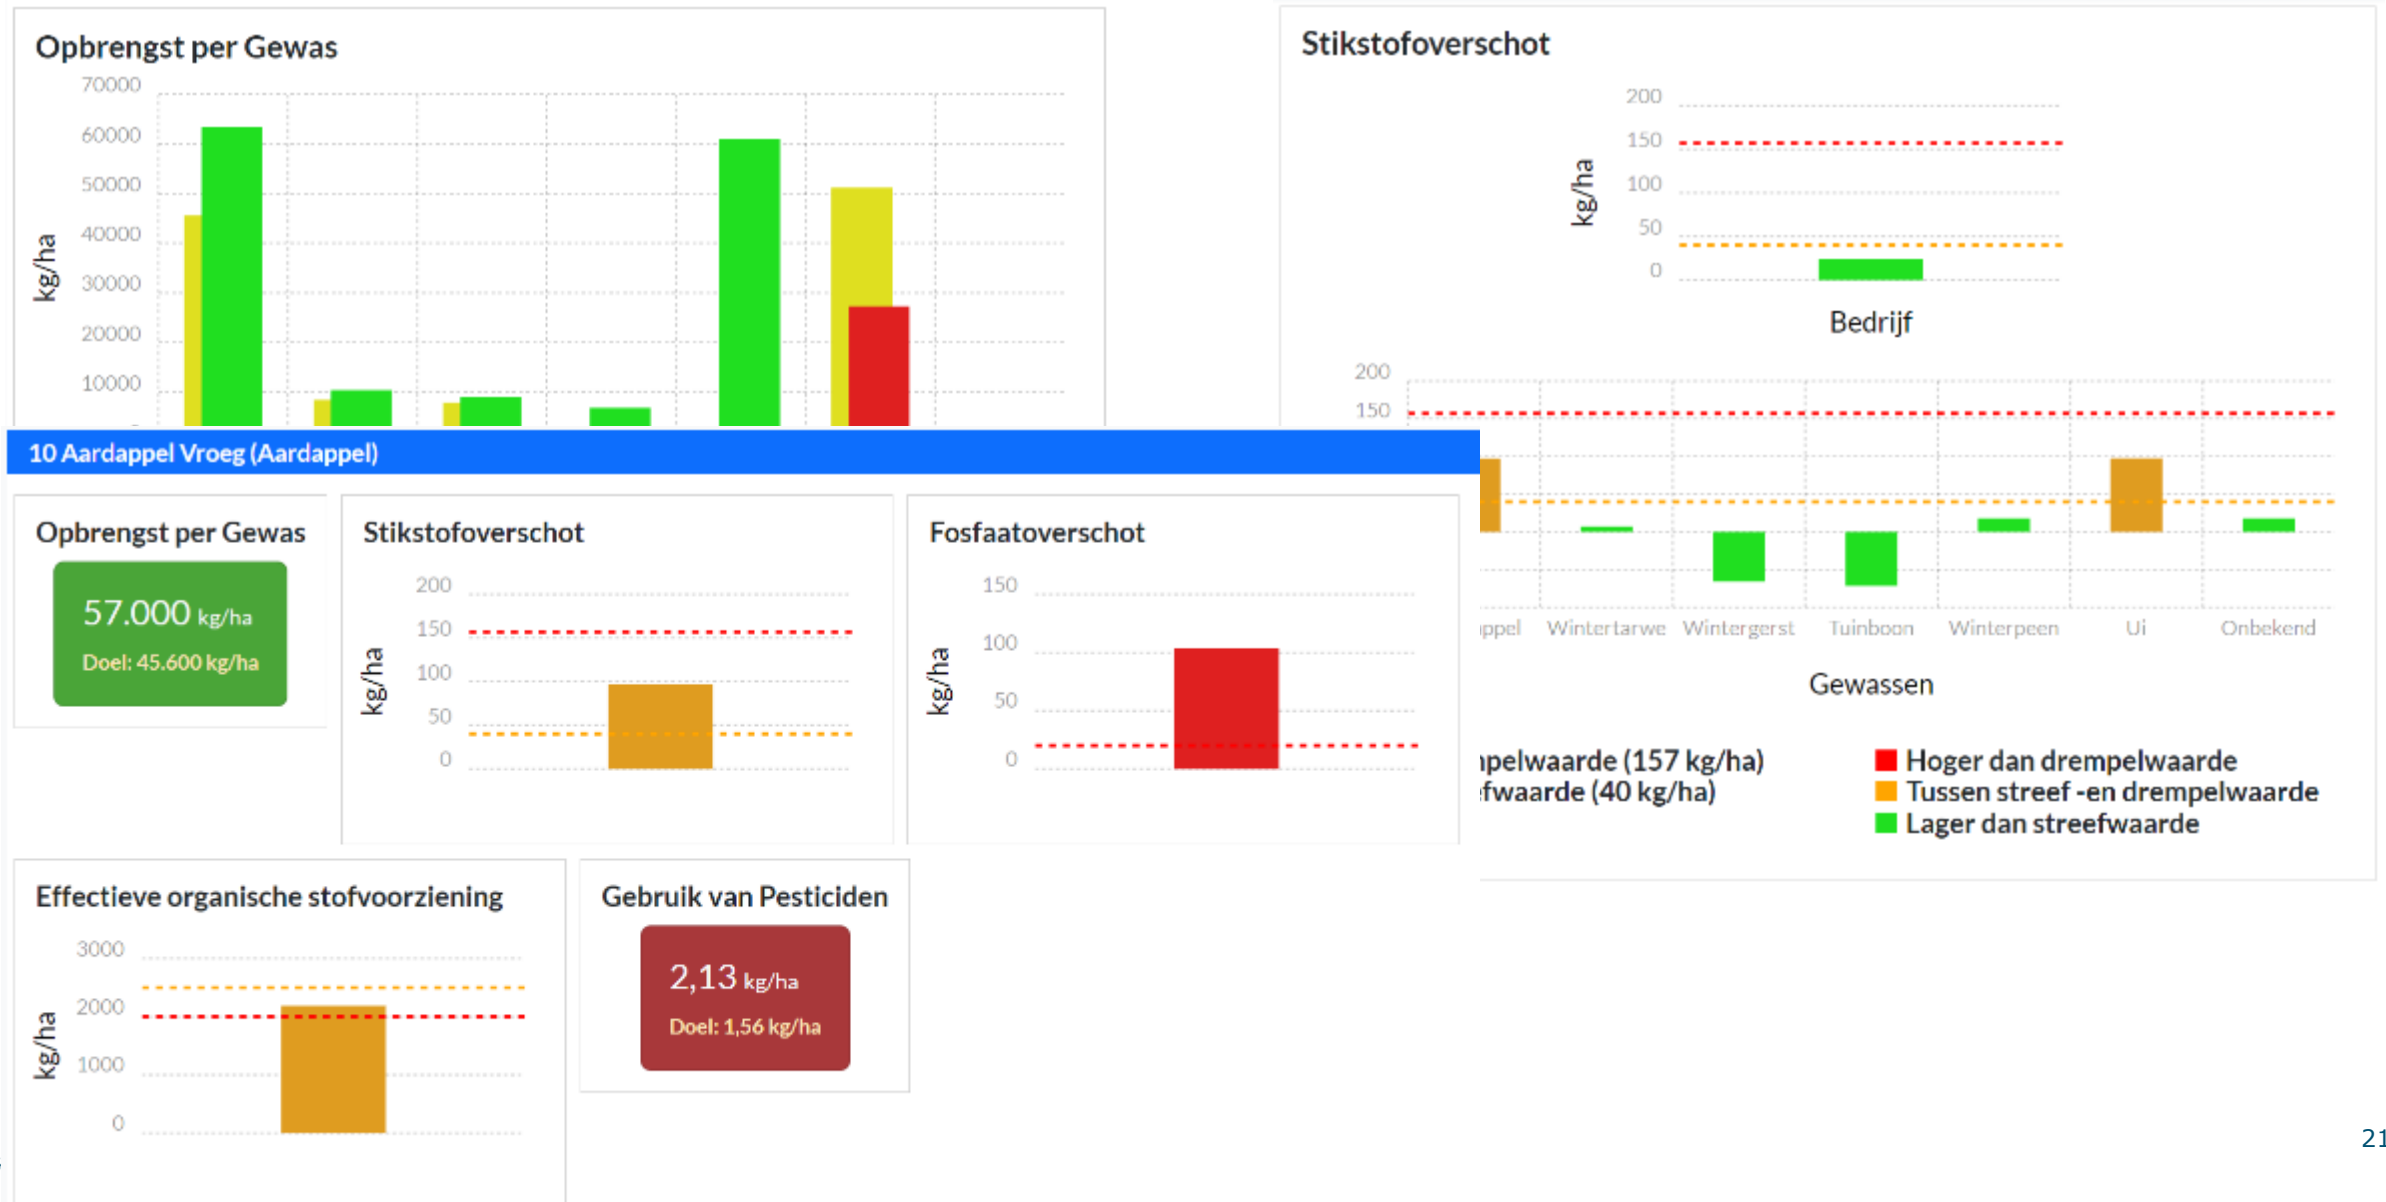 Opbrengst per Gewas
70000
60000
50000
40000
30000
20000
10000
kg/ha
Stikstofoverschot
200
150
100
50
0
kg/ha
Bedrijf
200
150
ppel Wintertarwe Wintergerst Tuinboon Winterpeen Ui Onbekend
Gewassen
pelwaarde (157 kg/ha)
fwaarde (40 kg/ha)
Hoger dan drempelwaarde
Tussen streef -en drempelwaarde
Lager dan streefwaarde
10 Aardappel Vroeg (Aardappel)
Opbrengst per Gewas
57.000 kg/ha
Doel: 45.600 kg/ha
Stikstofoverschot
200
150
100
50
0
kg/ha
Fosfaatoverschot
150
100
50
0
kg/ha
Effectieve organische stofvoorziening
3000
2000
1000
0
kg/ha
Gebruik van Pesticiden
2,13 kg/ha
Doel: 1,56 kg/ha
21